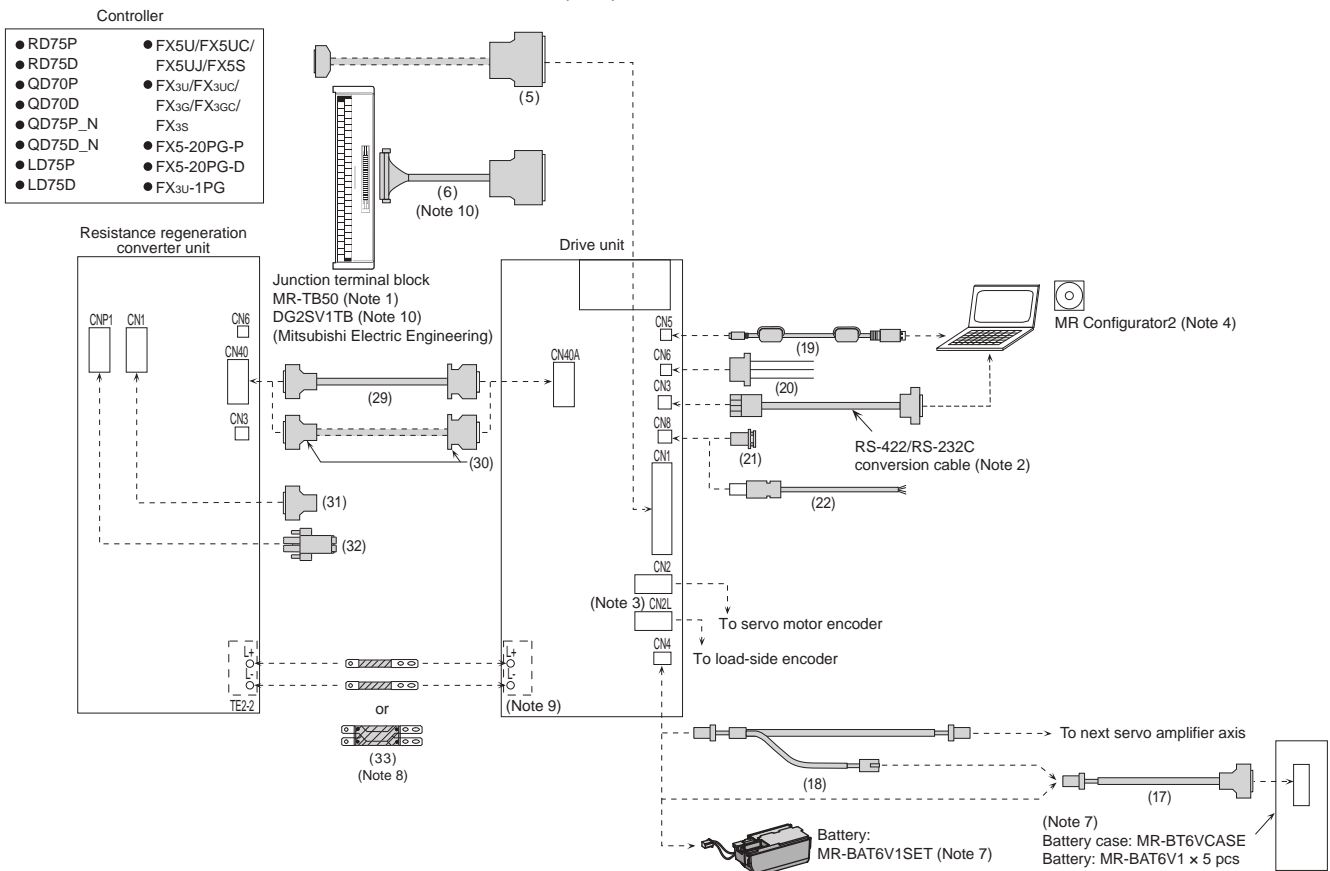 Controller
● RD75P
● RD75D
● QD70P
● QD70D
● QD75P_N
● QD75D_N
● LD75P
● LD75D
● FX5U/FX5UC/
FX5UJ/FX5S
● FX3U/FX3UC/
FX3G/FX3GC/
FX3S
● FX5-20PG-P
● FX5-20PG-D
● FX3U-1PG
(5)
(6)
(Note 10)
Resistance regeneration
converter unit
Junction terminal block
MR-TB50 (Note 1)
DG2SV1TB (Note 10)
(Mitsubishi Electric Engineering)
Drive unit
CNP1
CN1
CN6
CN40
CN3
(29)
(30)
(31)
(32)
CN40A
CN5
CN6
CN3
CN8
CN1
CN2
(Note 3) CN2L
CN4
(19)
(20)
MR Configurator2 (Note 4)
RS-422/RS-232C
conversion cable (Note 2)
(21)
(22)
To servo motor encoder
To load-side encoder
L+
L-
TE2-2
or
(33)
(Note 8)
L+
L-
(Note 9)
To next servo amplifier axis
(18)
(17)
Battery:
MR-BAT6V1SET (Note 7)
(Note 7)
Battery case: MR-BT6VCASE
Battery: MR-BAT6V1 × 5 pcs